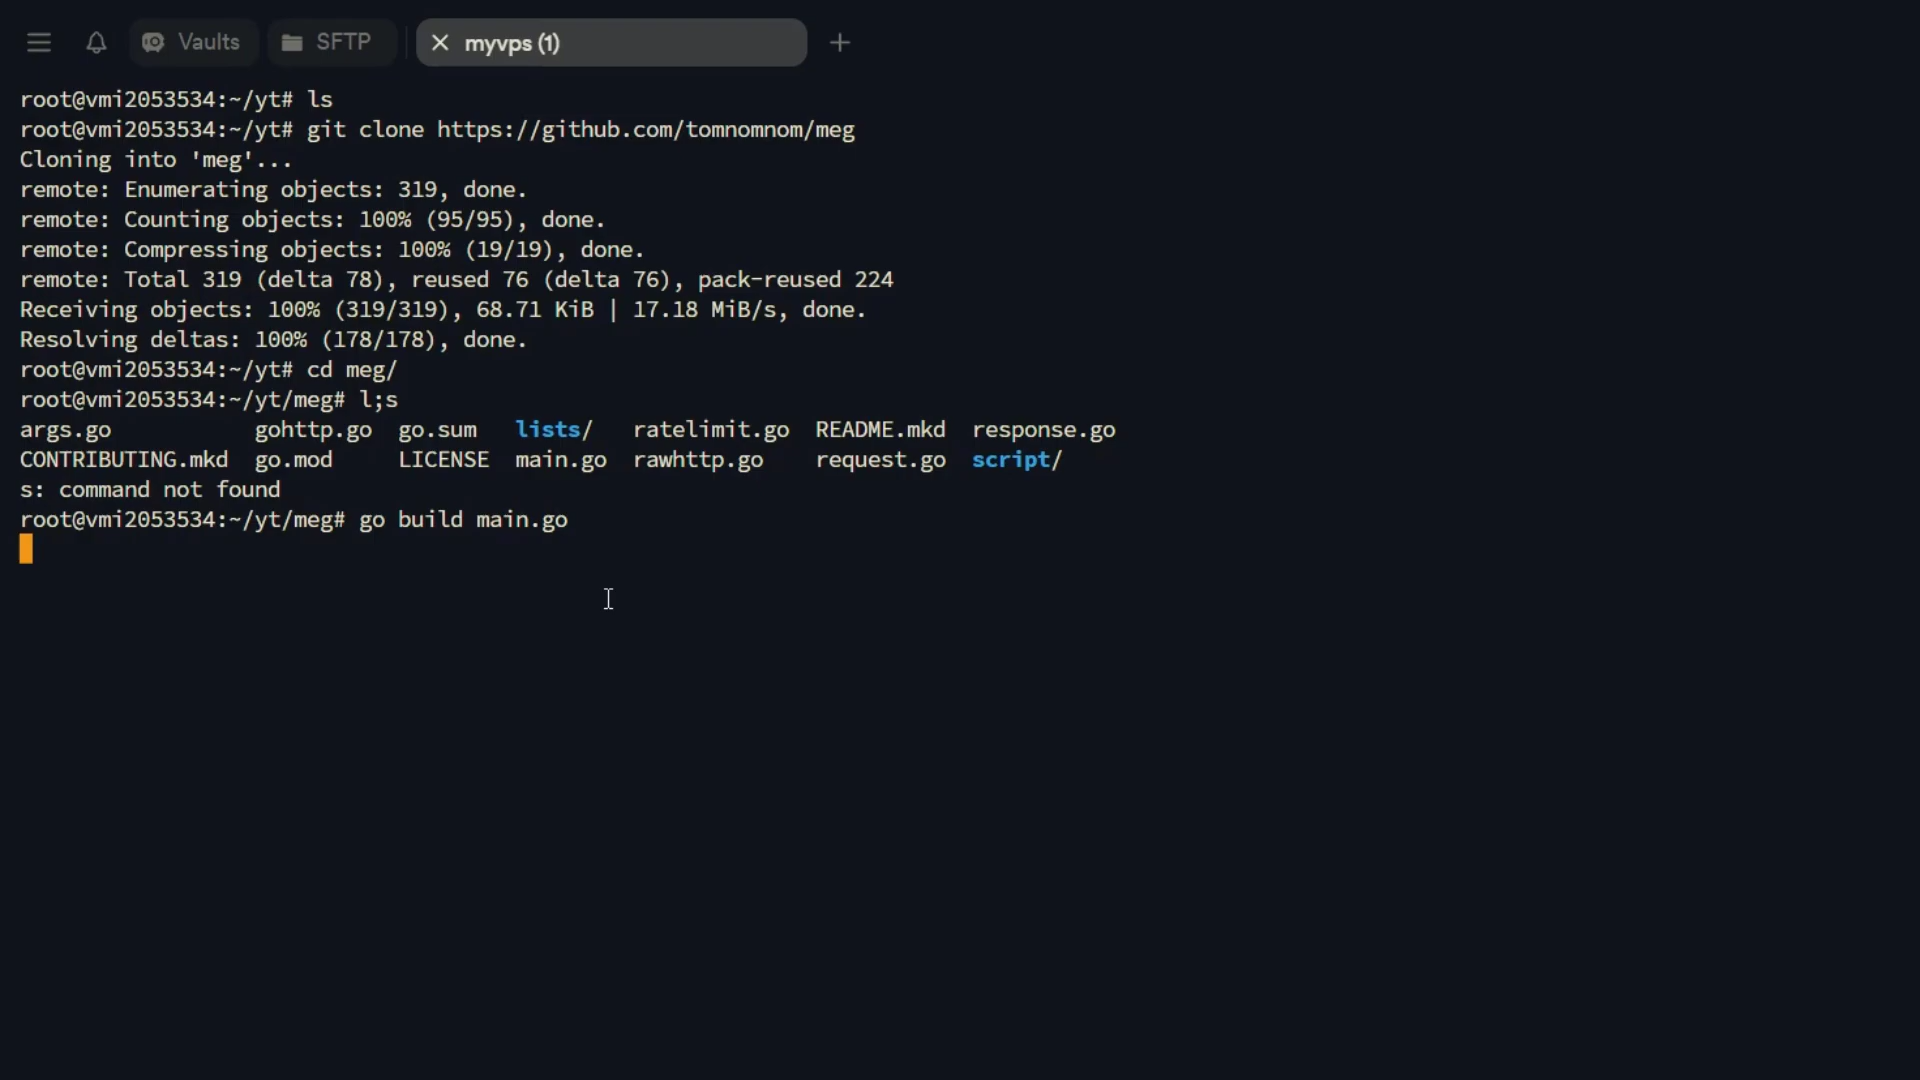 Vaults SFTP myvps (1)
root@vmi2053534:~/yt# ls
root@vmi2053534:~/yt# git clone https://github.com/tomnomnom/meg
Cloning into 'meg'...
remote: Enumerating objects: 319, done.
remote: Counting objects: 100% (95/95), done.
remote: Compressing objects: 100% (19/19), done.
remote: Total 319 (delta 78), reused 76 (delta 76), pack-reused 224
Receiving objects: 100% (319/319), 68.71 KiB | 17.18 MiB/s, done.
Resolving deltas: 100% (178/178), done.
root@vmi2053534:~/yt# cd meg/
root@vmi2053534:~/yt/meg# l;s
args.go gohttp.go go.sum lists/ ratelimit.go README.mkd response.go
CONTRIBUTING.mkd go.mod LICENSE main.go rawhttp.go request.go script/
s: command not found
root@vmi2053534:~/yt/meg# go build main.go